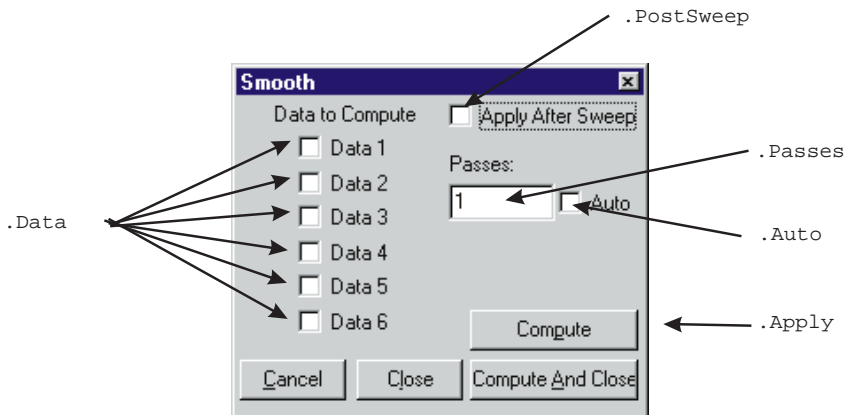 .PostSweep
Smooth
Data to Compute
Apply After Sweep
Data 1
Data 2
Data 3
Data 4
Data 5
Data 6
Passes:
1
Auto
.Passes
.Auto
.Data
.Apply
Compute
Cancel
Close
Compute And Close